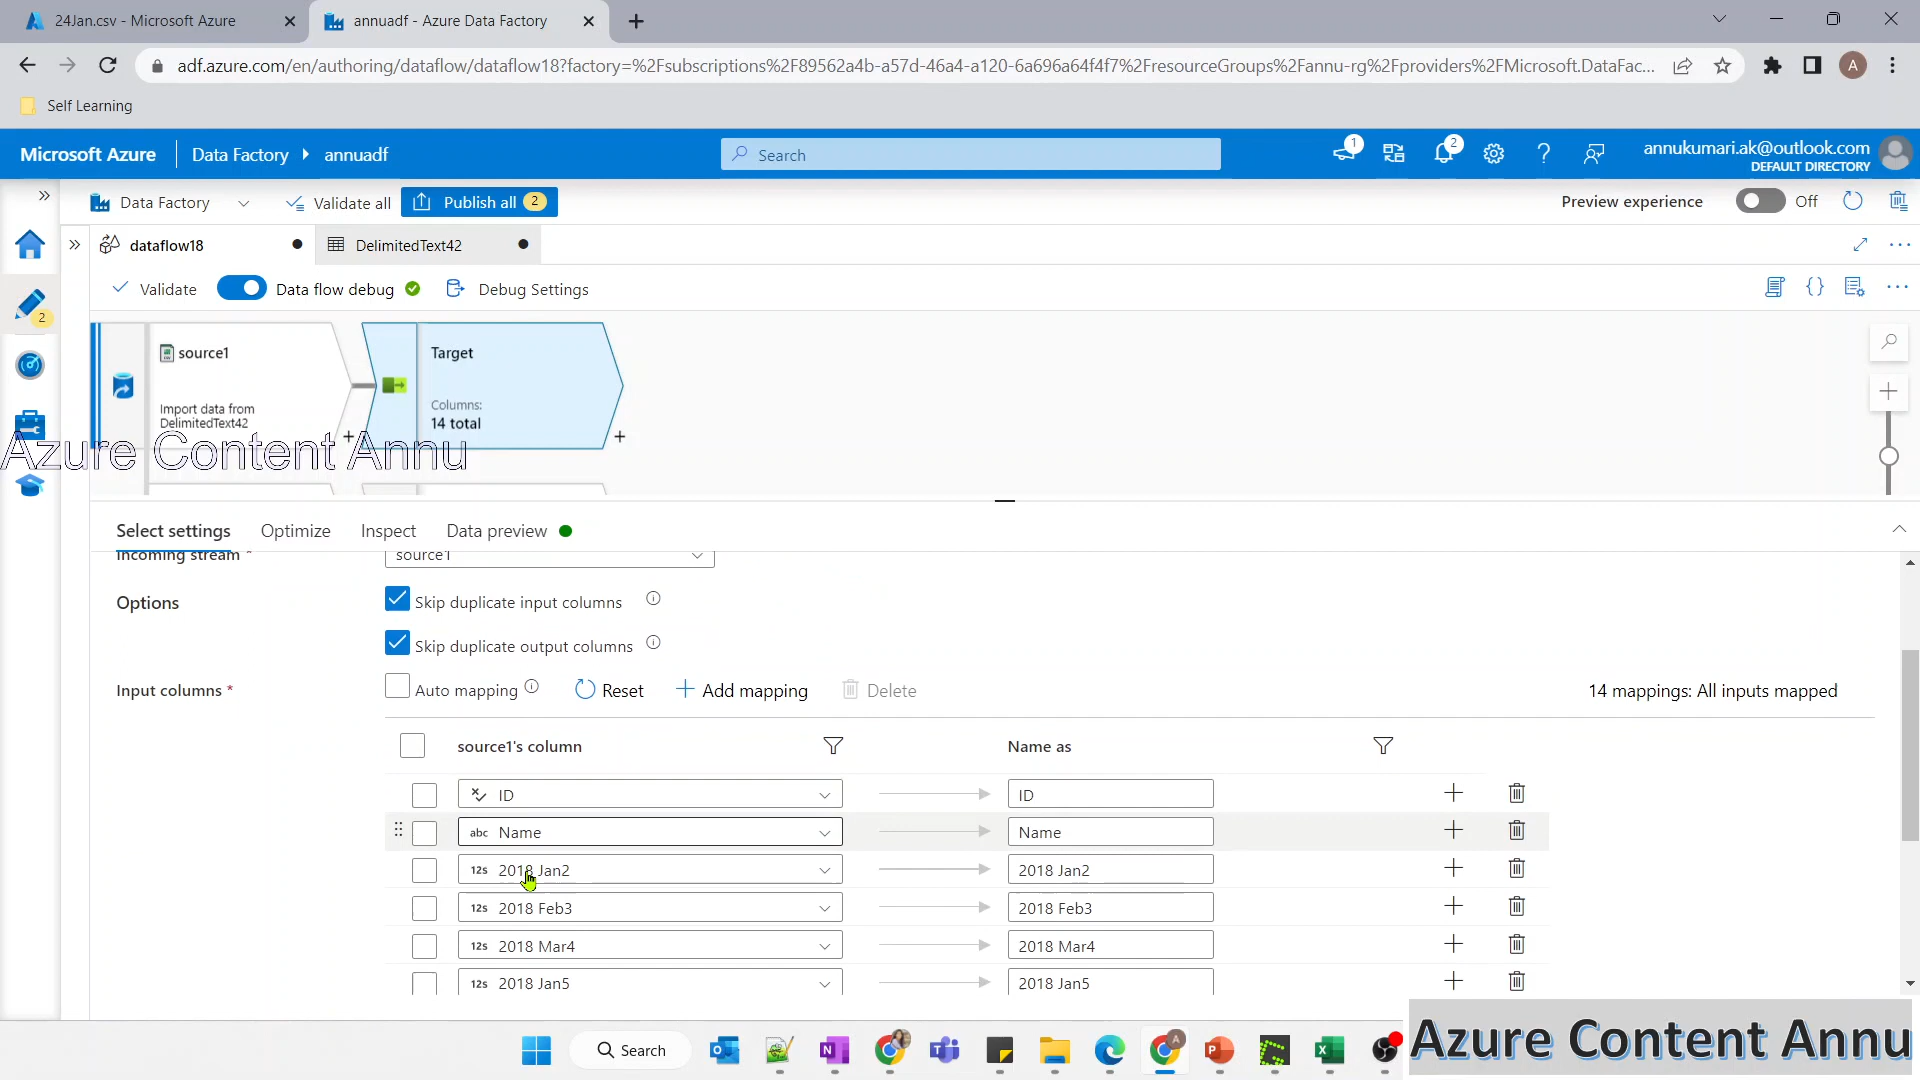 24Jan.csv - Microsoft Azure
annuadf - Azure Data Factory
adf.azure.com/en/authoring/dataflow/dataflow18?factory=%2Fsubscriptions%2F89562a4b-a57d-46a4-a120-6a696a64f4f7%2FresourceGroups%2Fannu-rg%2Fproviders%2FMicrosoft.DataFac...
A
Self Learning
Microsoft Azure
Data Factory
annuadf
Search
1
2
annukumari.ak@outlook.com
DEFAULT DIRECTORY
Data Factory
Validate all
Publish all
2
Preview experience
Off
dataflow18
DelimitedText42
2
Validate
Data flow debug
Debug Settings
source1
Import data from
DelimitedText42
Target
Columns:
14 total
Azure Content Annu
Select settings
Optimize
Inspect
Data preview
Incoming stream *
source1
Options
Skip duplicate input columns
Skip duplicate output columns
Input columns *
Auto mapping
Reset
Add mapping
Delete
14 mappings: All inputs mapped
source1's column
Name as
ID
ID
abc Name
Name
12s 2018 Jan2
2018 Jan2
12s 2018 Feb3
2018 Feb3
12s 2018 Mar4
2018 Mar4
12s 2018 Jan5
2018 Jan5
Search
Azure Content Annu